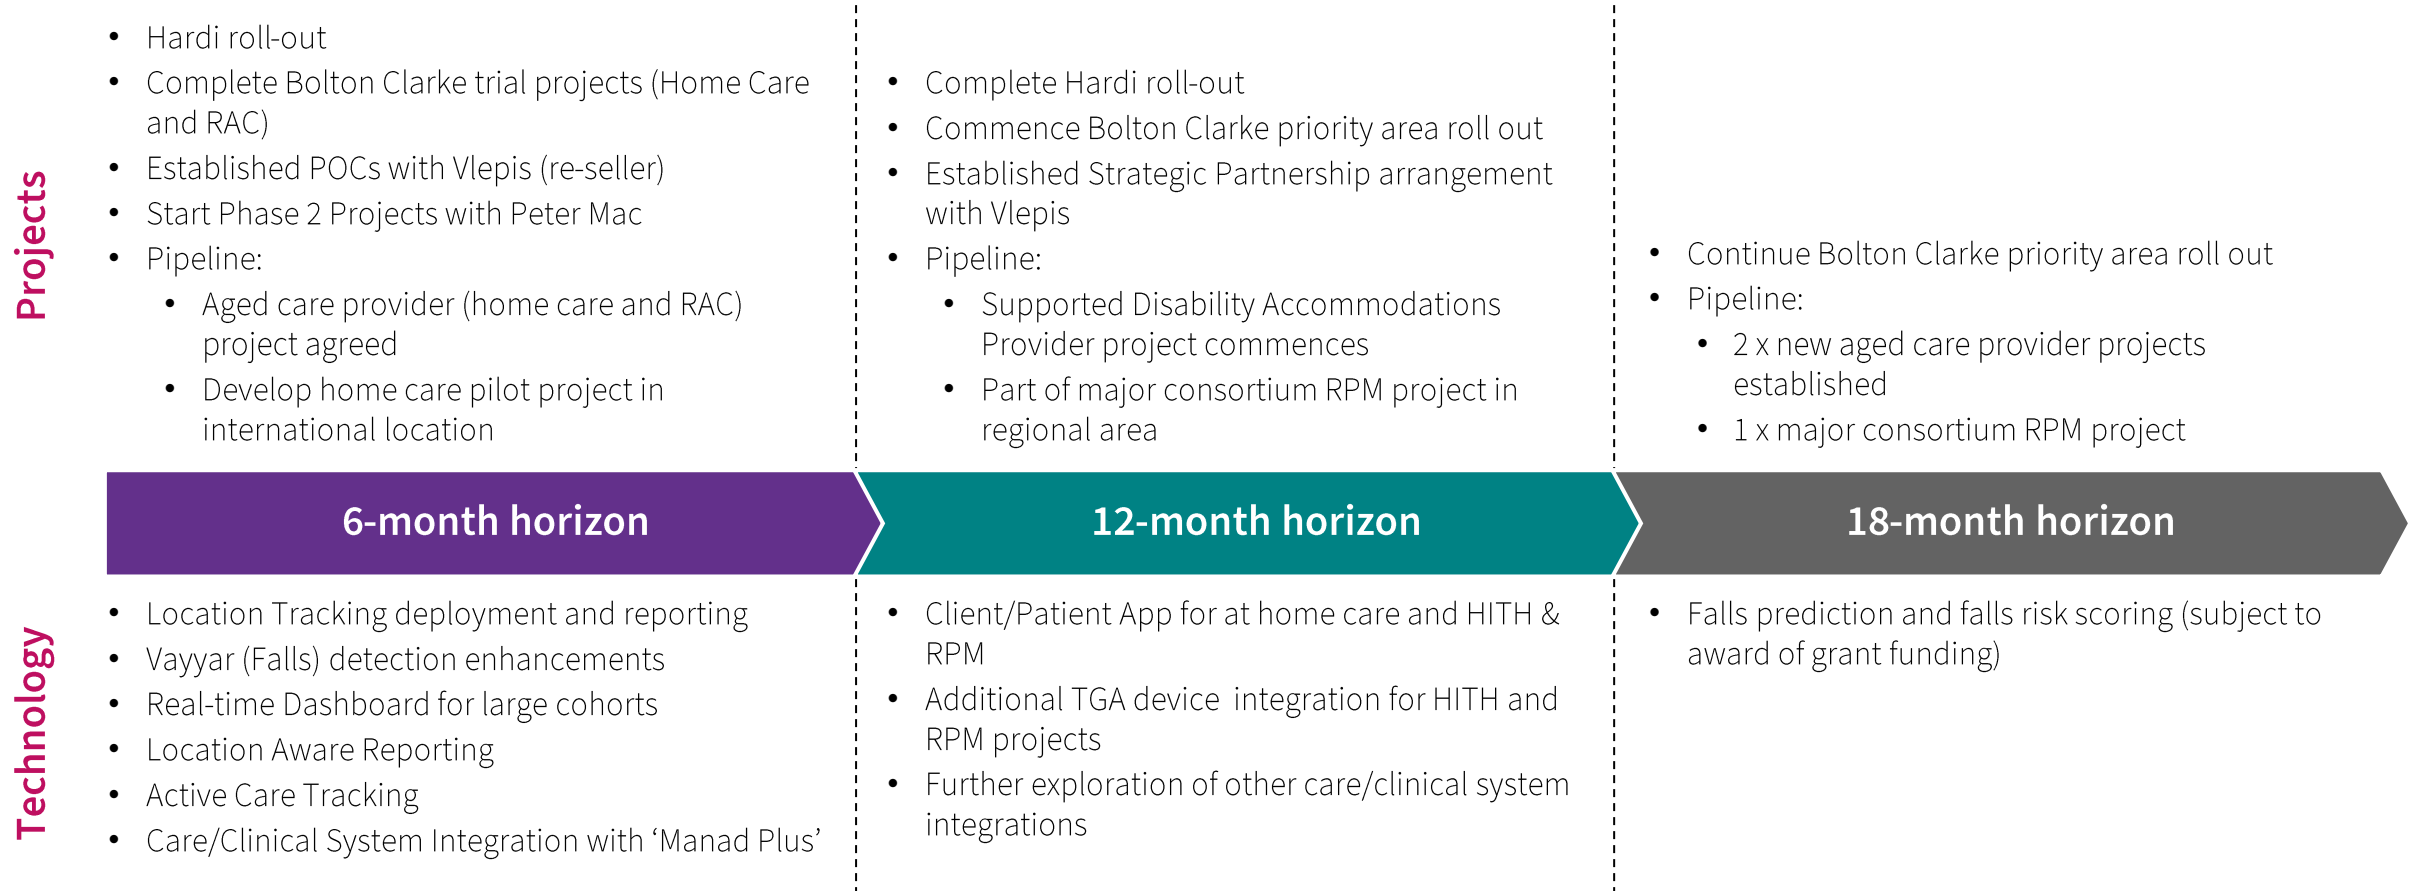 Projects
• Hardi roll-out
• Complete Bolton Clarke trial projects (Home Care
and RAC)
• Established POCs with Vlepis (re-seller)
• Start Phase 2 Projects with Peter Mac
• Pipeline:
• Aged care provider (home care and RAC)
project agreed
• Develop home care pilot project in
international location
• Complete Hardi roll-out
• Commence Bolton Clarke priority area roll out
• Established Strategic Partnership arrangement
with Vlepis
• Pipeline:
• Supported Disability Accommodations
Provider project commences
• Part of major consortium RPM project in
regional area
• Continue Bolton Clarke priority area roll out
• Pipeline:
• 2 x new aged care provider projects
established
• 1 x major consortium RPM project
6-month horizon
12-month horizon
18-month horizon
Technology
• Location Tracking deployment and reporting
• Vayyar (Falls) detection enhancements
• Real-time Dashboard for large cohorts
• Location Aware Reporting
• Active Care Tracking
• Care/Clinical System Integration with ‘Manad Plus’
• Client/Patient App for at home care and HITH &
RPM
• Additional TGA device  integration for HITH and
RPM projects
• Further exploration of other care/clinical system
integrations
• Falls prediction and falls risk scoring (subject to
award of grant funding)